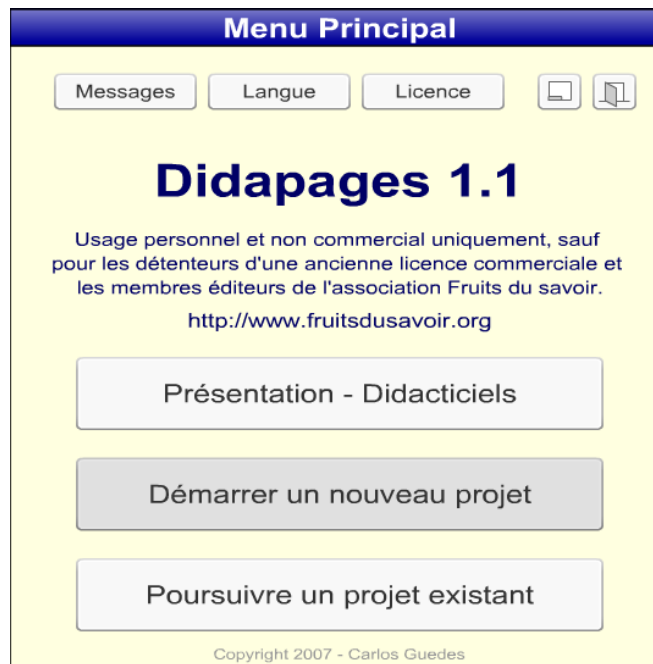 Menu Principal
Messages Langue Licence
Didapages 1.1
Usage personnel et non commercial uniquement, sauf
pour les détenteurs d'une ancienne licence commerciale et
les membres éditeurs de l'association Fruits du savoir.
http://www.fruitsdusavoir.org
Présentation - Didacticiels
Démarrer un nouveau projet
Poursuivre un projet existant
Copyright 2007 - Carlos Guedes